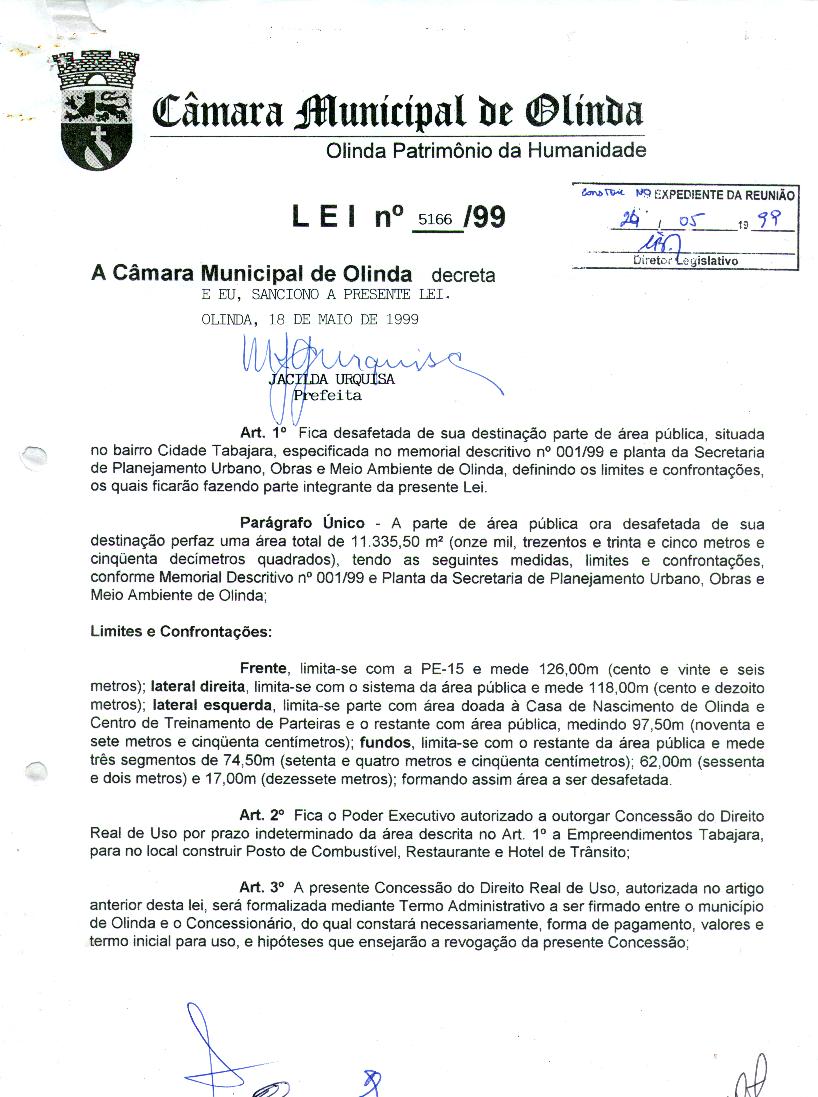 Câmara Municipal de Olinda
Olinda Patrimônio da Humanidade
LEI nº 5166 /99
constar no EXPEDIENTE DA REUNIÃO
24 / 05 1999
Diretor Legislativo
A Câmara Municipal de Olinda decreta
E EU, SANCIONO A PRESENTE LEI.
OLINDA, 18 DE MAIO DE 1999
JACILDA URQUISA
Prefeita
Art. 1º Fica desafetada de sua destinação parte de área pública, situada
no bairro Cidade Tabajara, especificada no memorial descritivo nº 001/99 e planta da Secretaria
de Planejamento Urbano, Obras e Meio Ambiente de Olinda, definindo os limites e confrontações,
os quais ficarão fazendo parte integrante da presente Lei.
Parágrafo Único - A parte de área pública ora desafetada de sua
destinação perfaz uma área total de 11.335,50 m² (onze mil, trezentos e trinta e cinco metros e
cinqüenta decímetros quadrados), tendo as seguintes medidas, limites e confrontações,
conforme Memorial Descritivo nº 001/99 e Planta da Secretaria de Planejamento Urbano, Obras e
Meio Ambiente de Olinda;
Limites e Confrontações:
Frente, limita-se com a PE-15 e mede 126,00m (cento e vinte e seis
metros); lateral direita, limita-se com o sistema da área pública e mede 118,00m (cento e dezoito
metros); lateral esquerda, limita-se parte com área doada à Casa de Nascimento de Olinda e
Centro de Treinamento de Parteiras e o restante com área pública, medindo 97,50m (noventa e
sete metros e cinqüenta centímetros); fundos, limita-se com o restante da área pública e mede
três segmentos de 74,50m (setenta e quatro metros e cinqüenta centímetros); 62,00m (sessenta
e dois metros) e 17,00m (dezessete metros); formando assim área a ser desafetada.
Art. 2º Fica o Poder Executivo autorizado a outorgar Concessão do Direito
Real de Uso por prazo indeterminado da área descrita no Art. 1º a Empreendimentos Tabajara,
para no local construir Posto de Combustível, Restaurante e Hotel de Trânsito;
Art. 3º A presente Concessão do Direito Real de Uso, autorizada no artigo
anterior desta lei, será formalizada mediante Termo Administrativo a ser firmado entre o município
de Olinda e o Concessionário, do qual constará necessariamente, forma de pagamento, valores e
termo inicial para uso, e hipóteses que ensejarão a revogação da presente Concessão;